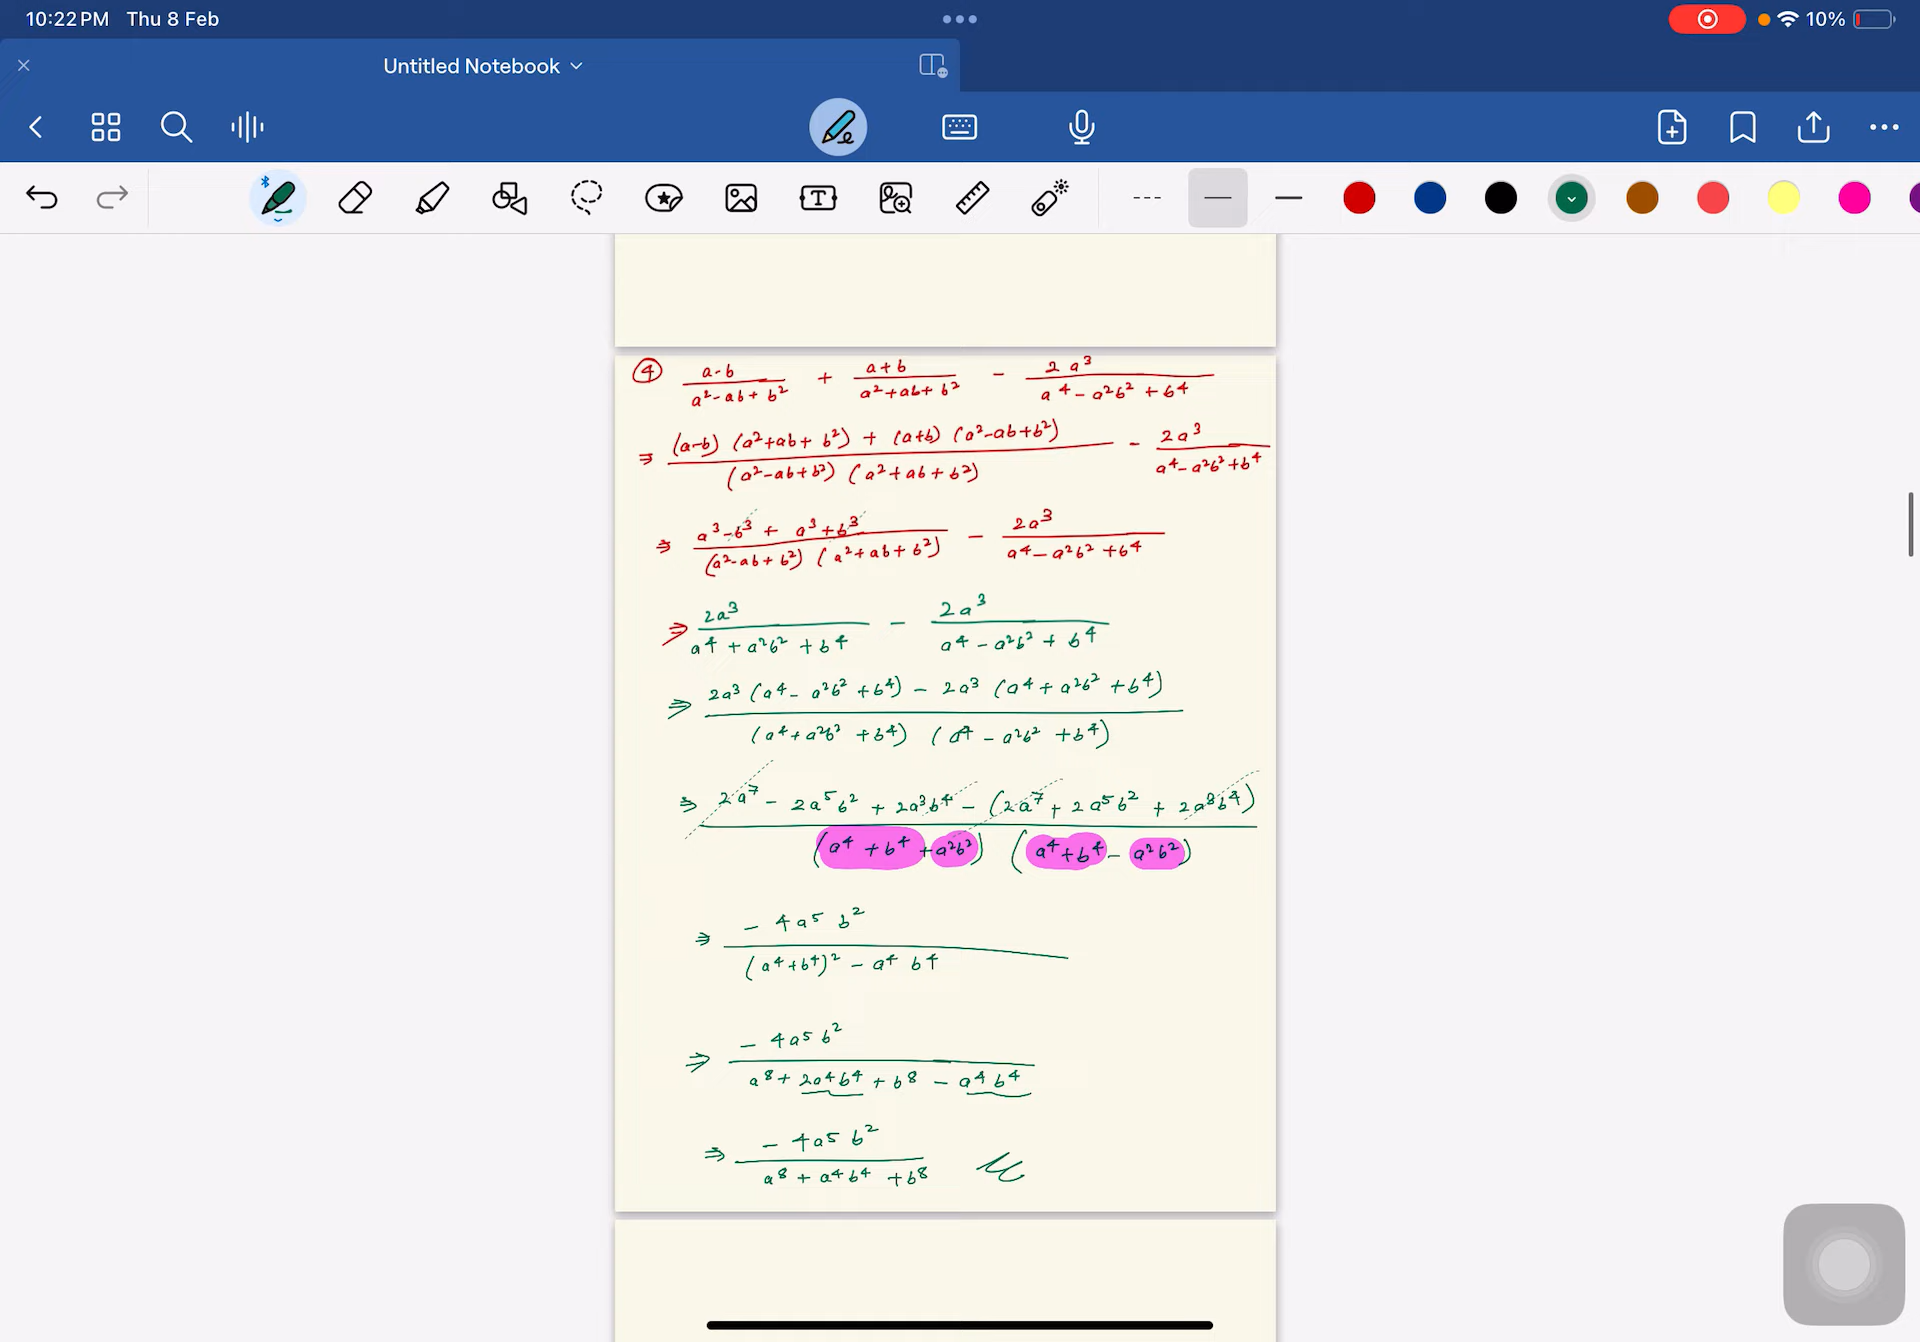 10:22 PM Thu 8 Feb 10%
Untitled Notebook
④ (a-b)/(a²-ab+b²) + (a+b)/(a²+ab+b²) - 2a³/(a⁴-a²b²+b⁴)
⇒ ((a-b)(a²+ab+b²) + (a+b)(a²-ab+b²))/((a²-ab+b²)(a²+ab+b²)) - 2a³/(a⁴-a²b²+b⁴)
⇒ (a³-b³ + a³+b³)/((a²-ab+b²)(a²+ab+b²)) - 2a³/(a⁴-a²b²+b⁴)
⇒ 2a³/(a⁴+a²b²+b⁴) - 2a³/(a⁴-a²b²+b⁴)
⇒ (2a³(a⁴-a²b²+b⁴) - 2a³(a⁴+a²b²+b⁴))/((a⁴+a²b²+b⁴)(a⁴-a²b²+b⁴))
⇒ (2a⁷ - 2a⁵b² + 2a³b⁴ - (2a⁷ + 2a⁵b² + 2a³b⁴))/((a⁴+b⁴+a²b²)(a⁴+b⁴-a²b²))
⇒ -4a⁵b²/((a⁴+b⁴)² - a⁴b⁴)
⇒ -4a⁵b²/(a⁸+2a⁴b⁴+b⁸-a⁴b⁴)
⇒ -4a⁵b²/(a⁸+a⁴b⁴+b⁸)